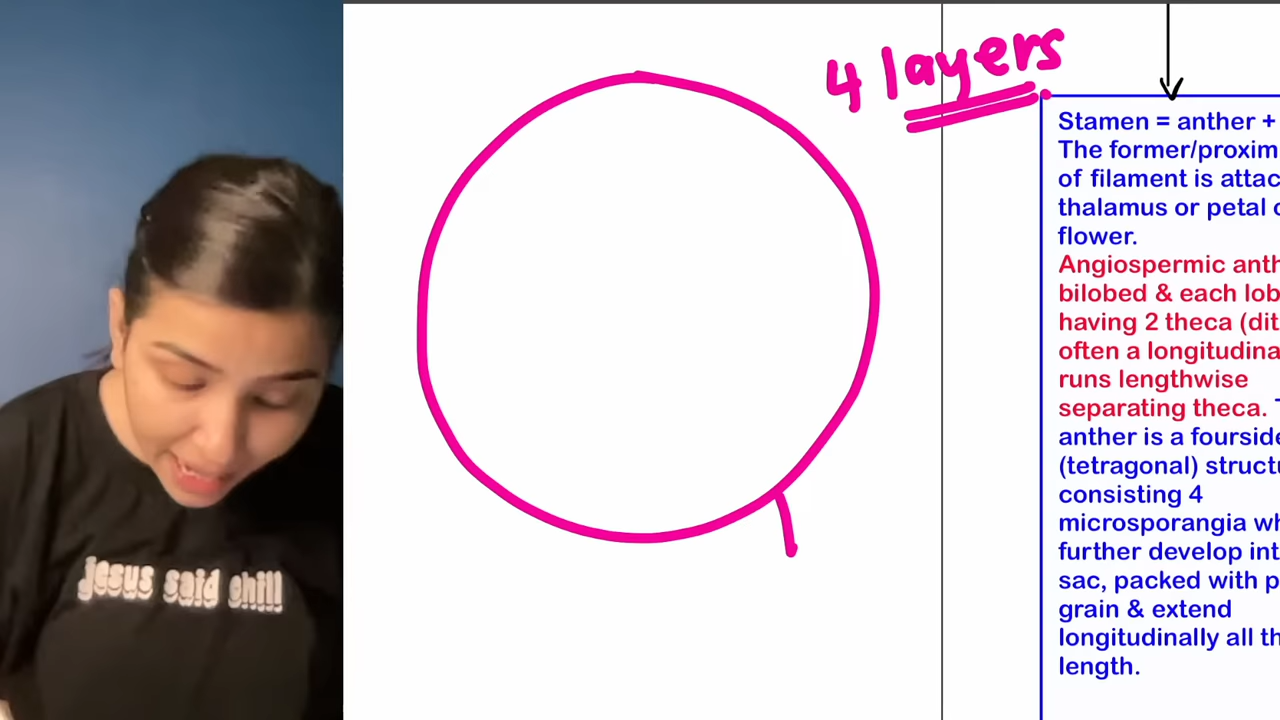 4 layers
Stamen = anther +
The former/proxim
of filament is attac
thalamus or petal o
flower.
Angiospermic anth
bilobed & each lob
having 2 theca (dit
often a longitudina
runs lengthwise
separating theca. T
anther is a fourside
(tetragonal) structu
consisting 4
microsporangia wh
further develop int
sac, packed with p
grain & extend
longitudinally all th
length.
jesus said chill